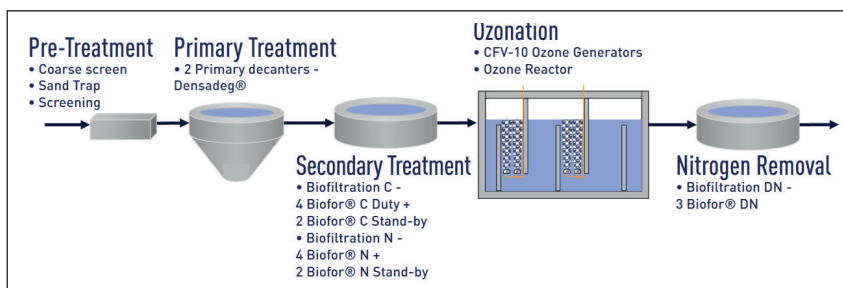 Pre-Treatment
• Coarse screen
• Sand Trap
• Screening
Primary Treatment
• 2 Primary decanters -
Densadeg®
Secondary Treatment
• Biofiltration C -
4 Biofor® C Duty +
2 Biofor® C Stand-by
• Biofiltration N -
4 Biofor® N +
2 Biofor® N Stand-by
Ozonation
• CFV-10 Ozone Generators
• Ozone Reactor
Nitrogen Removal
• Biofiltration DN -
3 Biofor® DN